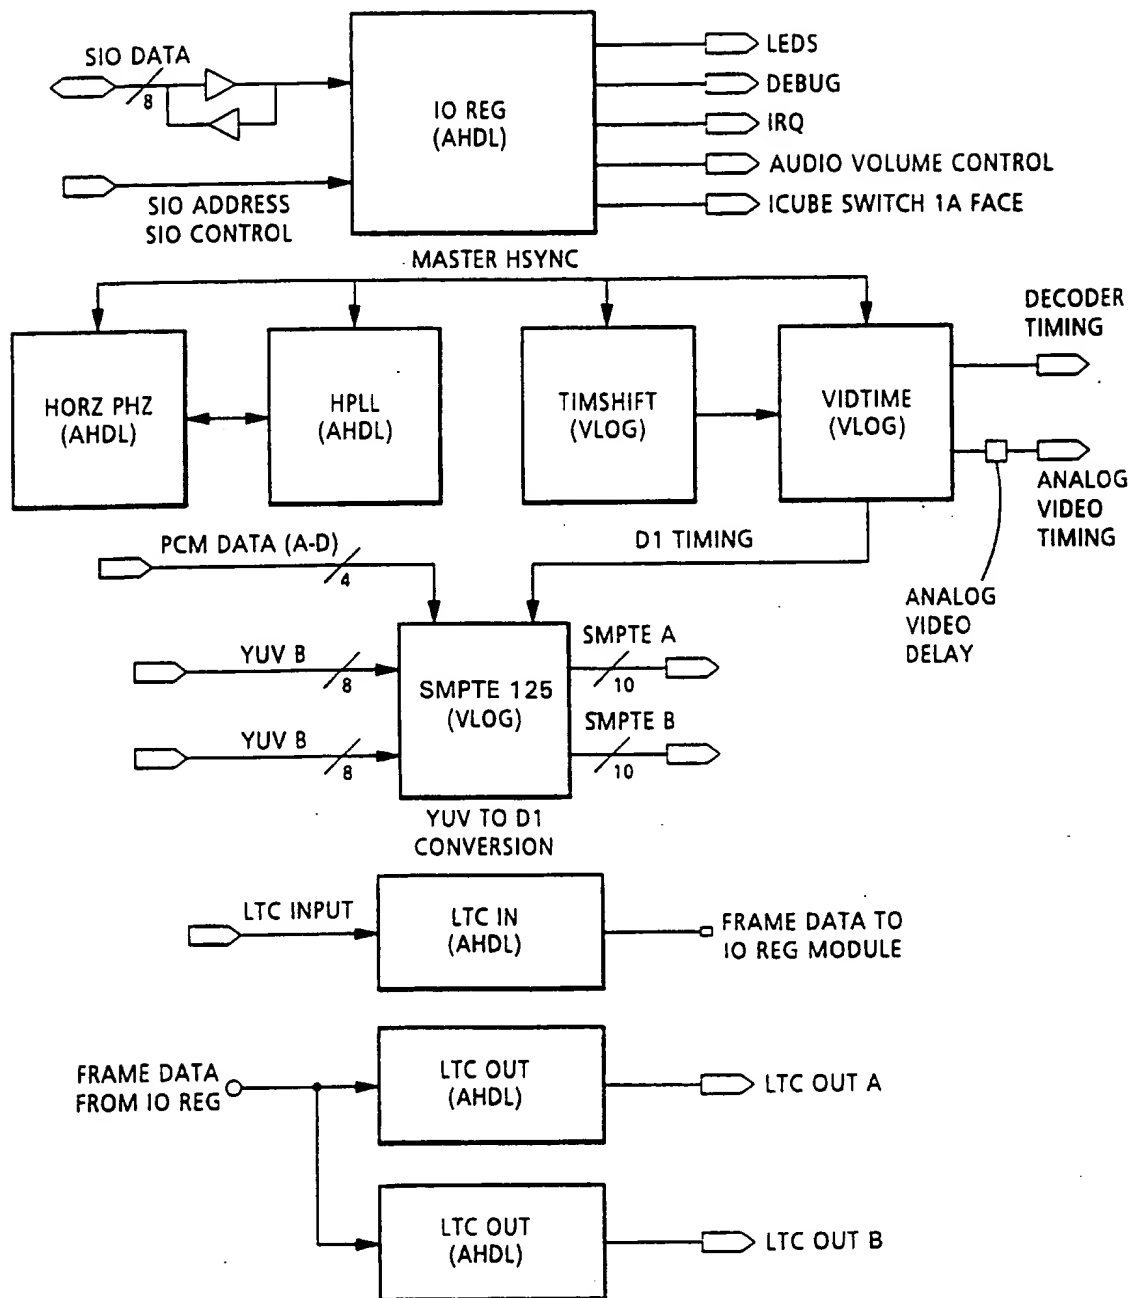 SIO DATA
8
SIO ADDRESS
SIO CONTROL
IO REG
(AHDL)
LEDS
DEBUG
IRQ
AUDIO VOLUME CONTROL
ICUBE SWITCH 1A FACE
MASTER HSYNC
HORZ PHZ
(AHDL)
HPLL
(AHDL)
TIMSHIFT
(VLOG)
VIDTIME
(VLOG)
DECODER
TIMING
ANALOG
VIDEO
TIMING
ANALOG
VIDEO
DELAY
PCM DATA (A-D)
4
D1 TIMING
YUV B
8
YUV B
8
SMPTE 125
(VLOG)
SMPTE A
10
SMPTE B
10
YUV TO D1
CONVERSION
LTC INPUT
LTC IN
(AHDL)
FRAME DATA TO
IO REG MODULE
FRAME DATA
FROM IO REG
LTC OUT
(AHDL)
LTC OUT A
LTC OUT
(AHDL)
LTC OUT B